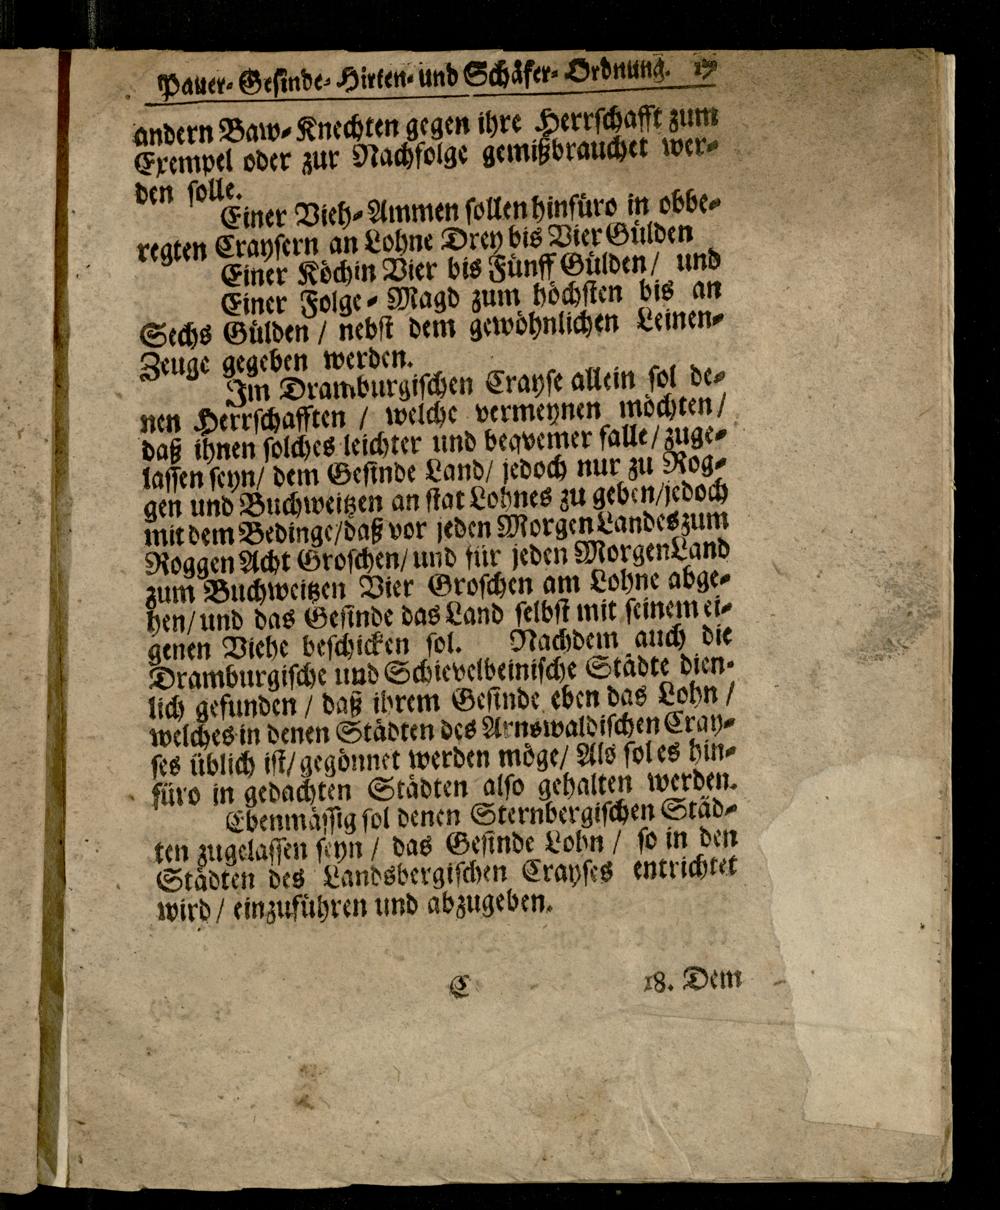 Pauer- Gesinde- Hirten- und Schäfer- Ordnung. 17
andern Baw-Knechten gegen ihre Herrschafft zum
Exempel oder zur Nachfolge gemißbrauchet wer-
den solle.
Einer Vieh-Ammen sollen hinfüro in obbe-
regten Craysern an Lohne Drey bis Vier Gülden
Einer Köchin Vier bis Fünff Gülden / und
Einer Folge-Magd zum höchsten bis an
Sechs Gülden / nebst dem gewöhnlichen Leinen-
Zeuge gegeben werden.
Im Dramburgischen Crayse allein sol de-
nen Herrschafften / welche vermeynen möchten /
daß ihnen solches leichter und beqvemer falle / zuge-
lassen seyn / dem Gesinde Land / jedoch nur zu Rog-
gen und Buchweitzen an stat Lohnes zu geben / jedoch
mit dem Bedinge / daß vor jeden Morgen Landes zum
Roggen Acht Groschen / und für jeden Morgen Land
zum Buchweitzen Vier Groschen am Lohne abge-
hen / und das Gesinde das Land selbst mit seinem ei-
genen Viehe beschicken sol. Nachdem auch die
Dramburgische und Schievelbeinische Städte dien-
lich gefunden / daß ihrem Gesinde eben das Lohn /
welches in denen Städten des Arnswaldischen Cray-
ses üblich ist / gegönnet werden möge / Als sol es hin-
füro in gedachten Städten also gehalten werden.
Ebenmässig sol denen Sternbergischen Städ-
ten zugelassen seyn / das Gesinde Lohn / so in den
Städten des Landsbergischen Crayses entrichtet
wird / einzuführen und abzugeben.
C 18. Dem